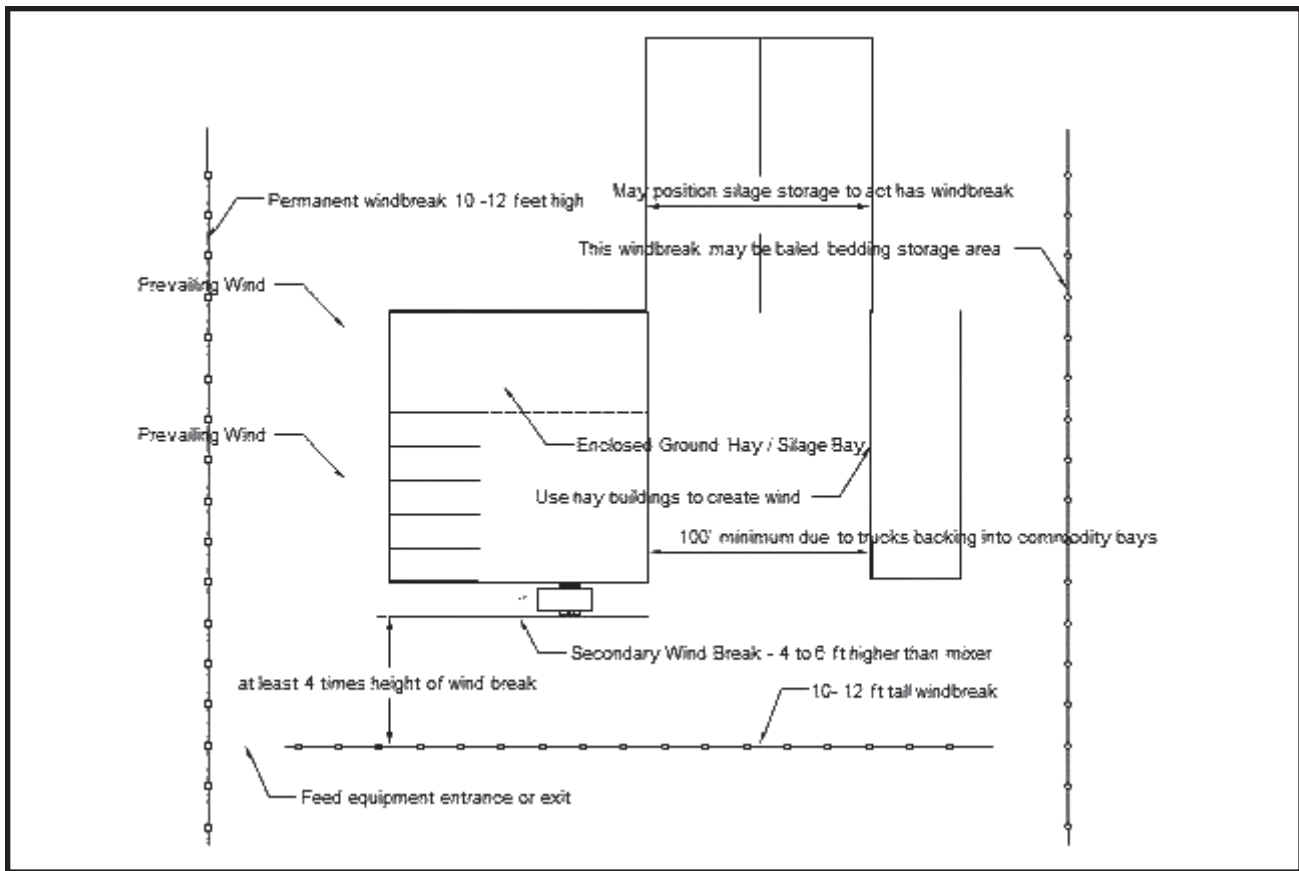 May position silage storage to act has windbreak
Permanent windbreak 10 -12 feet high
This windbreak may be baled bedding storage area
Prevailing Wind
Prevailing Wind
Enclosed Ground Hay / Silage Bay
Use hay buildings to create wind
100' minimum due to trucks backing into commodity bays
Secondary Wind Break - 4 to 6 ft higher than mixer
at least 4 times height of wind break
10- 12 ft tall windbreak
Feed equipment entrance or exit